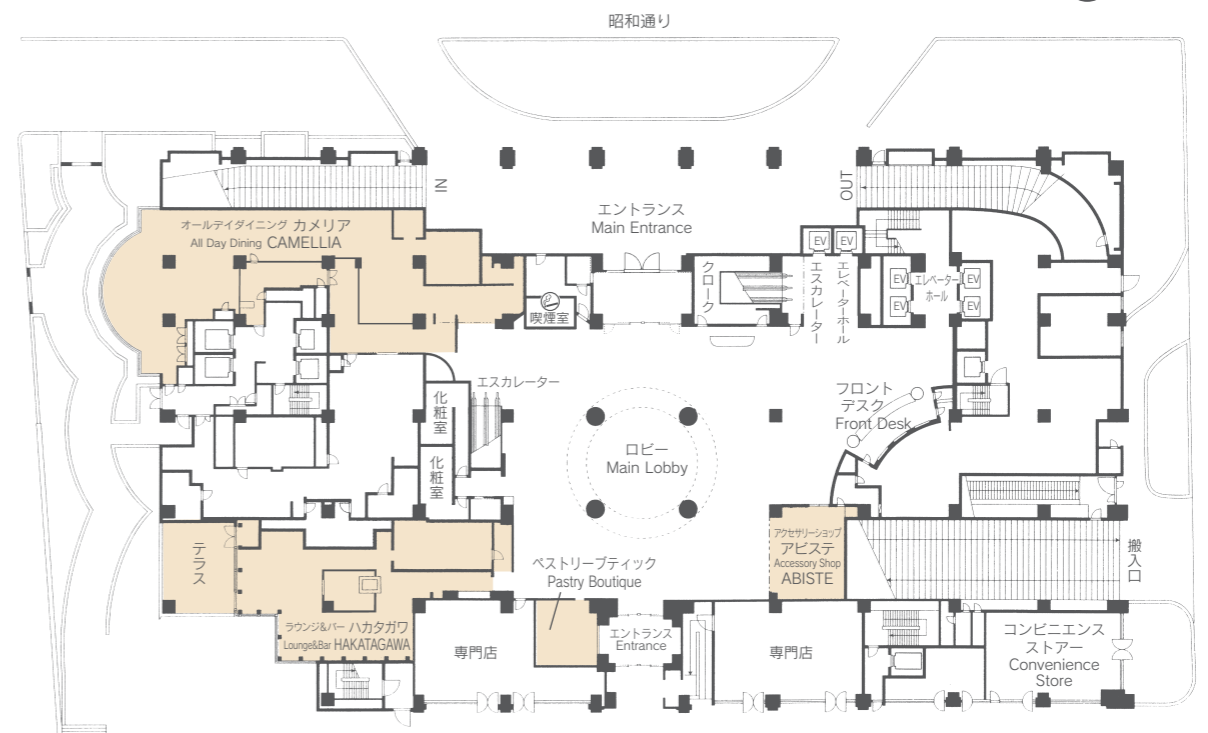 昭和通り
IN
OUT
エントランス
Main Entrance
オールデイダイニング カメリア
All Day Dining CAMELLIA
EV
EV
クローク
エスカレーター
エレベーターホール
EV
EV
エレベーター
ホール
EV
EV
喫煙室
エスカレーター
化粧室
化粧室
フロント
デスク
Front Desk
ロビー
Main Lobby
テラス
アクセサリーショップ
アビステ
Accessory Shop
ABISTE
搬入口
ペストリーブティック
Pastry Boutique
ラウンジ&バー ハカタガワ
Lounge&Bar HAKATAGAWA
専門店
エントランス
Entrance
専門店
コンビニエンス
ストアー
Convenience
Store